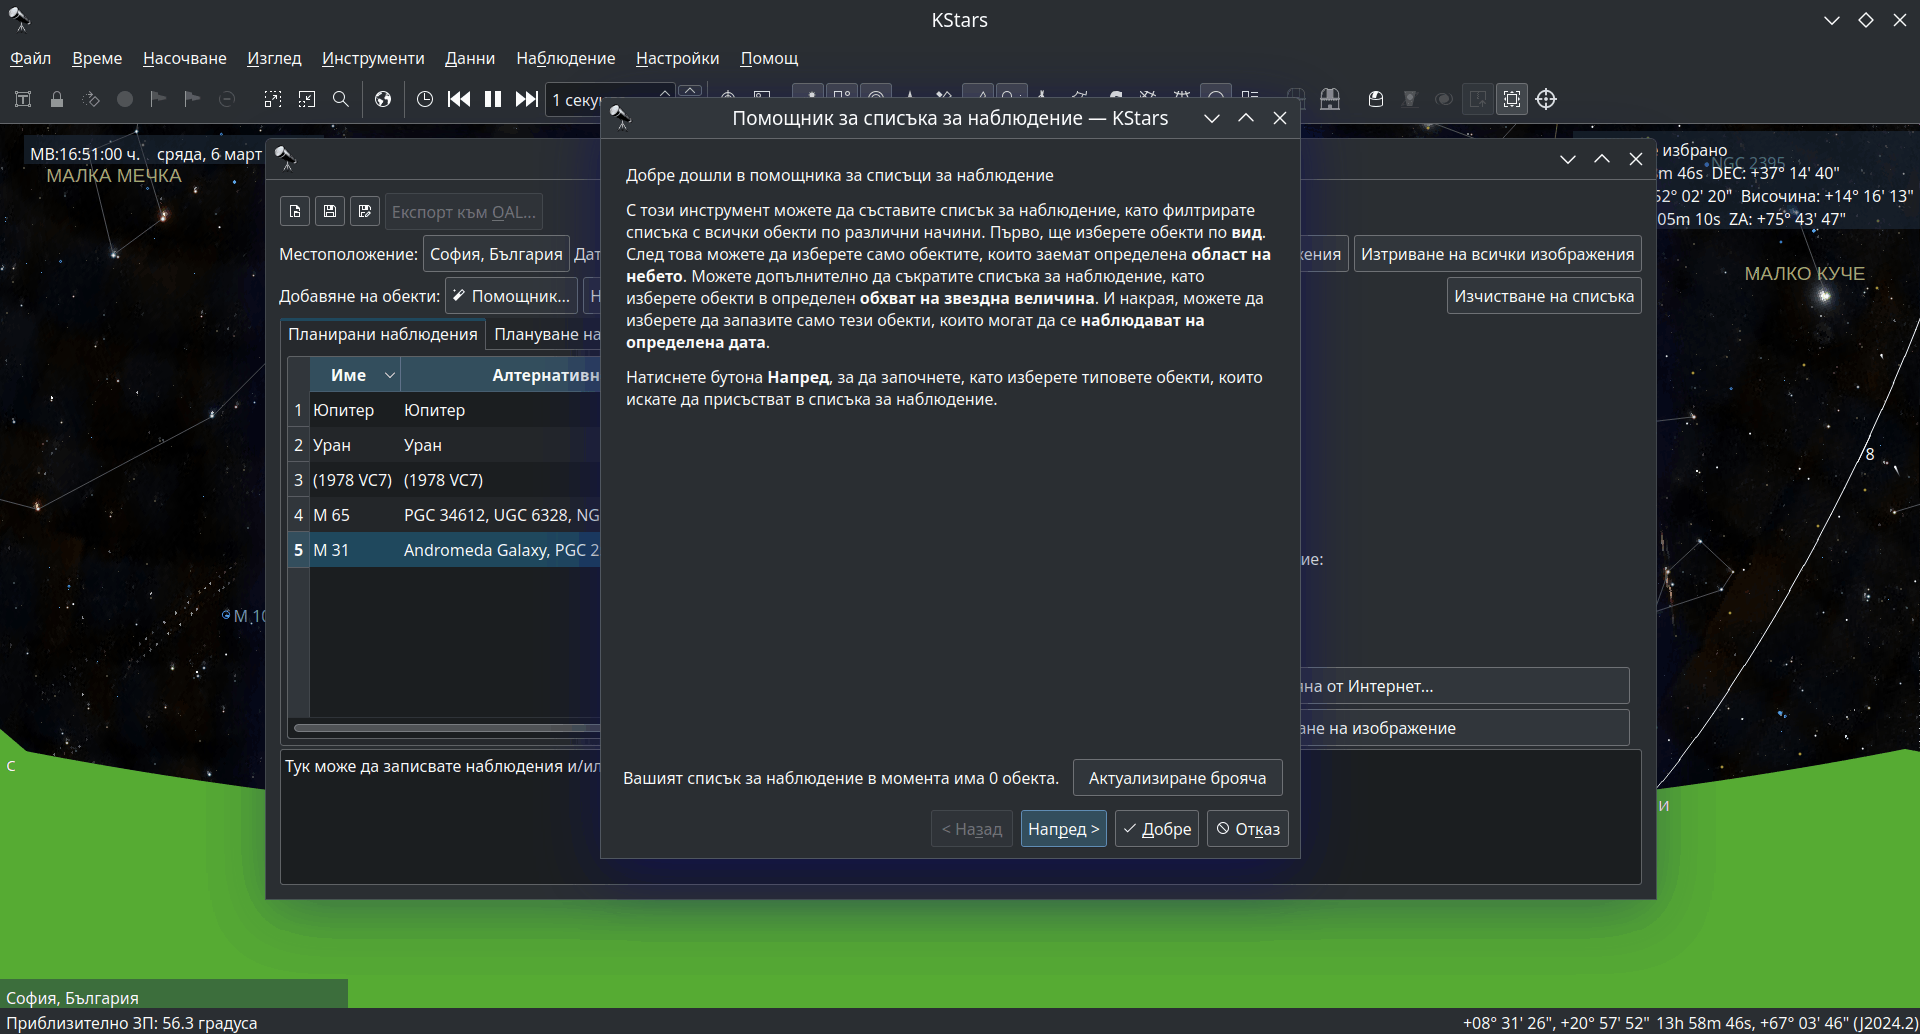 KStars
Файл Време Насочване Изглед Инструменти Данни Наблюдение Настройки Помощ
1 секу
МВ:16:51:00 ч. сряда, 6 март
МАЛКА МЕЧКА
избрано
NGC 2395
m 46s DEC: +37° 14' 40"
52° 02' 20" Височина: +14° 16' 13"
05m 10s ZA: +75° 43' 47"
МАЛКО КУЧЕ
8
M 10
С
И
Експорт към OAL...
Местоположение: София, България Дат
Изтриване на всички изображения
Добавяне на обекти: Помощник... Н
Изчистване на списъка
Планирани наблюдения Плануване на
Име Алтернативн
1 Юпитер Юпитер
2 Уран Уран
3 (1978 VC7) (1978 VC7)
4 M 65 PGC 34612, UGC 6328, NG
5 M 31 Andromeda Galaxy, PGC 2
ие:
на от Интернет...
ане на изображение
Тук може да записвате наблюдения и/ил
Помощник за списъка за наблюдение — KStars
Добре дошли в помощника за списъци за наблюдение
С този инструмент можете да съставите списък за наблюдение, като филтрирате
списъка с всички обекти по различни начини. Първо, ще изберете обекти по вид.
След това можете да изберете само обектите, които заемат определена област на
небето. Можете допълнително да съкратите списъка за наблюдение, като
изберете обекти в определен обхват на звездна величина. И накрая, можете да
изберете да запазите само тези обекти, които могат да се наблюдават на
определена дата.
Натиснете бутона Напред, за да започнете, като изберете типовете обекти, които
искате да присъстват в списъка за наблюдение.
Вашият списък за наблюдение в момента има 0 обекта. Актуализиране брояча
< Назад Напред > Добре Отказ
София, България
Приблизително ЗП: 56.3 градуса
+08° 31' 26", +20° 57' 52" 13h 58m 46s, +67° 03' 46" (J2024.2)